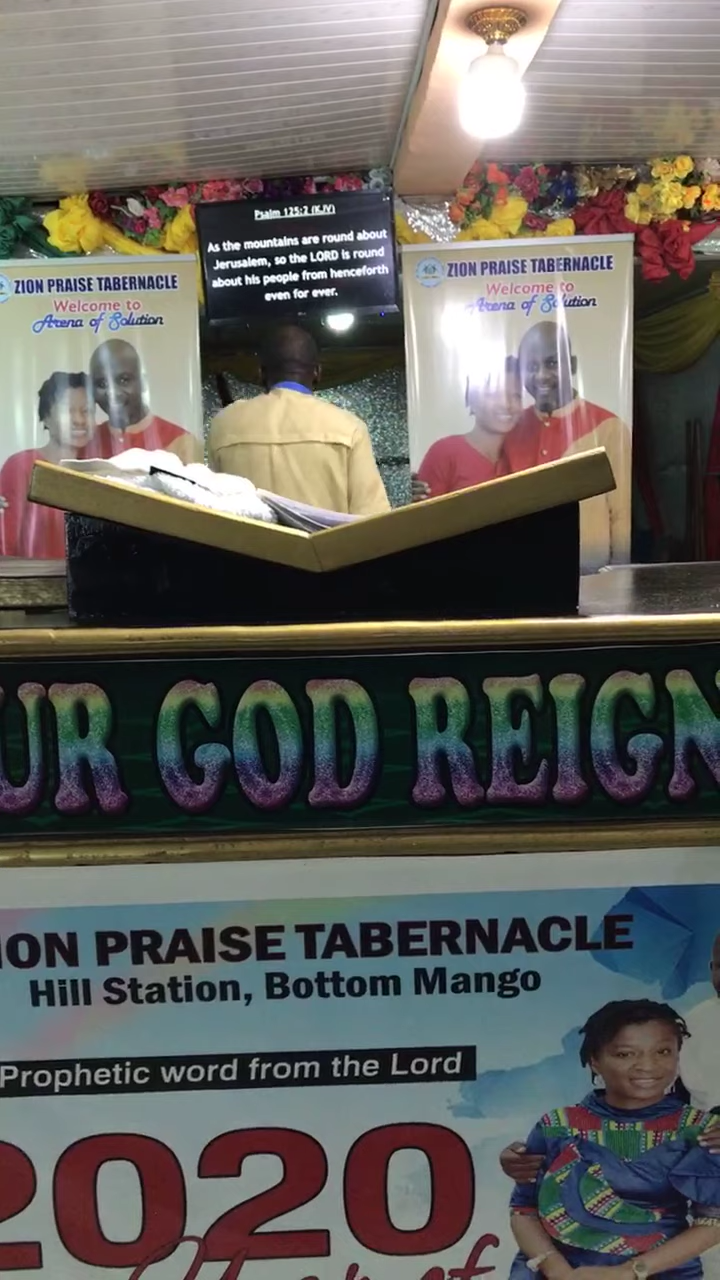 Psalm 125:2 (KJV)
As the mountains are round about
Jerusalem, so the LORD is round
about his people from henceforth
even for ever.
ZION PRAISE TABERNACLE
Welcome to
Arena of Solution
ZION PRAISE TABERNACLE
Welcome to
Arena of Solution
UR GOD REIGN
ION PRAISE TABERNACLE
Hill Station, Bottom Mango
Prophetic word from the Lord
2020
Year of